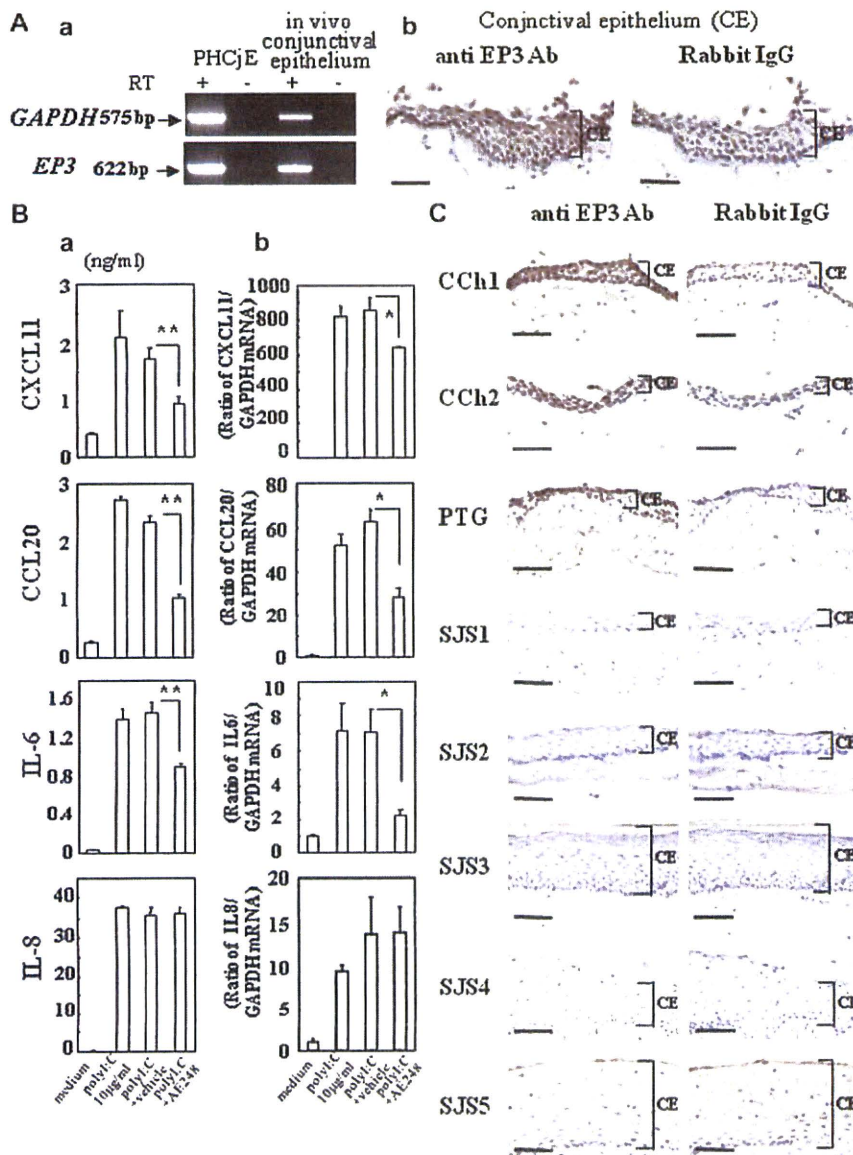 A
a
PHCjE
in vivo
conjunctival
epithelium
RT + - + -
GAPDH 575bp
EP3 622bp
b
Conjnctival epithelium (CE)
anti EP3 Ab
Rabbit IgG
CE
CE
B
a
(ng/ml)
CXCL11
3
2
1
0
**
CCL20
3
2
1
0
**
IL-6
1.6
1.2
0.8
0.4
0
**
IL-8
40
30
20
10
0
medium
polyI:C
10µg/ml
polyI:C
+vehicle
polyI:C
+AE248
b
(Ratio of CXCL11/
GAPDH mRNA)
1000
800
600
400
200
0
*
(Ratio of CCL20/
GAPDH mRNA)
80
60
40
20
0
*
(Ratio of IL6/
GAPDH mRNA)
10
8
6
4
2
0
*
(Ratio of IL8/
GAPDH mRNA)
20
15
10
5
0
medium
polyI:C
10µg/ml
polyI:C
+vehicle
polyI:C
+AE248
C
anti EP3 Ab
Rabbit IgG
CCh1
CE
CE
CCh2
CE
CE
PTG
CE
CE
SJS1
CE
CE
SJS2
CE
CE
SJS3
CE
CE
SJS4
CE
CE
SJS5
CE
CE